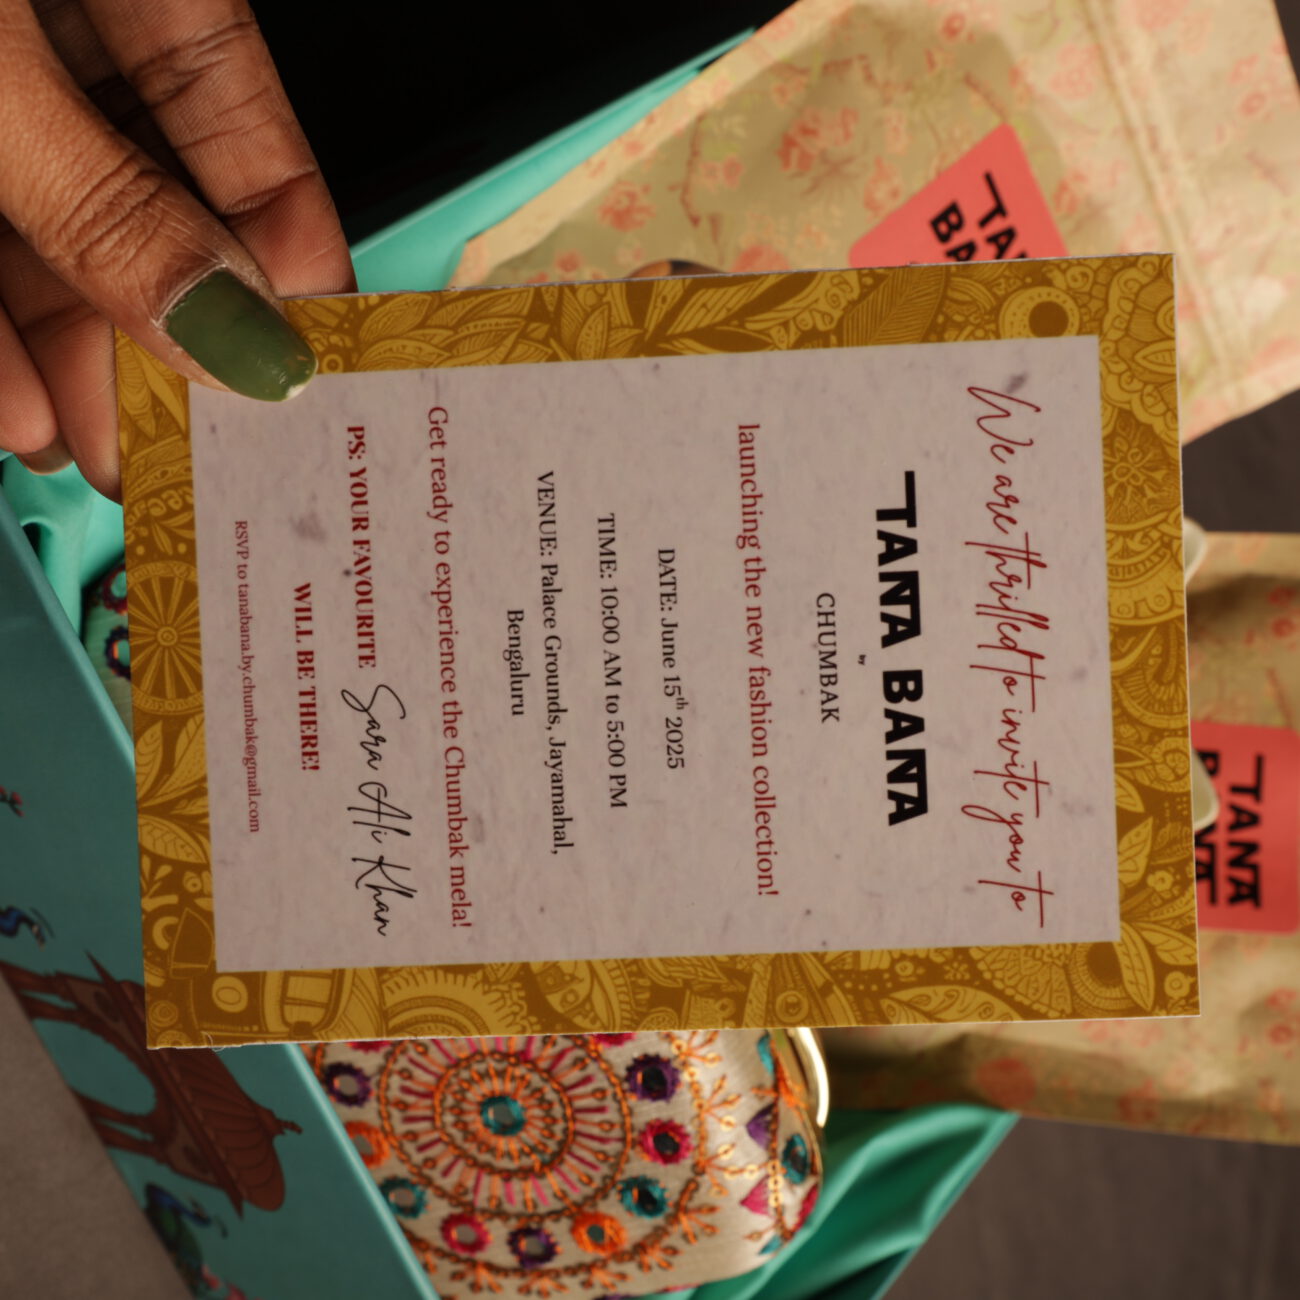 We are thrilled to invite you to
TANA BANA
by
CHUMBAK
launching the new fashion collection!
DATE: June 15th 2025
TIME: 10:00 AM to 5:00 PM
VENUE: Palace Grounds, Jayamahal,
Bengaluru
Get ready to experience the Chumbak mela!
PS: YOUR FAVOURITE Sara Ali Khan
WILL BE THERE!
RSVP to tanabana.by.chumbak@gmail.com
TANA